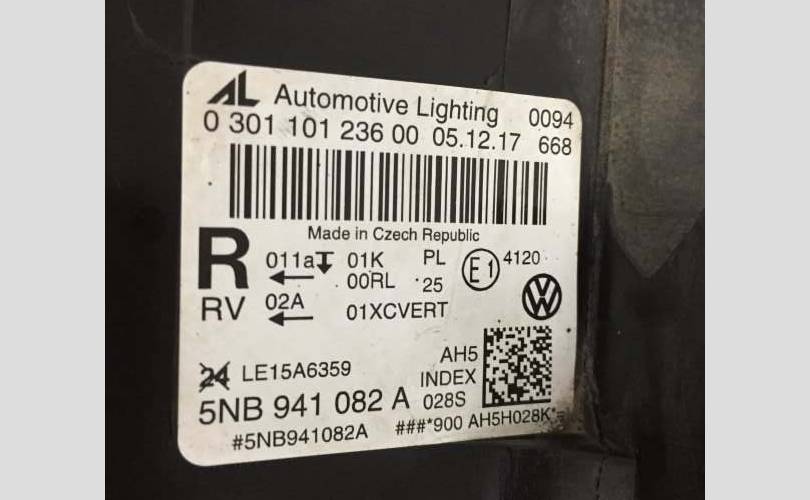 AL Automotive Lighting 0094
0 301 101 236 00 05.12.17 668
Made in Czech Republic
R 011a 01K PL E1 4120
00RL 25
RV 02A 01XCVERT
24 LE15A6359 AH5
INDEX
5NB 941 082 A 028S
#5NB941082A ###*900 AH5H028K*=